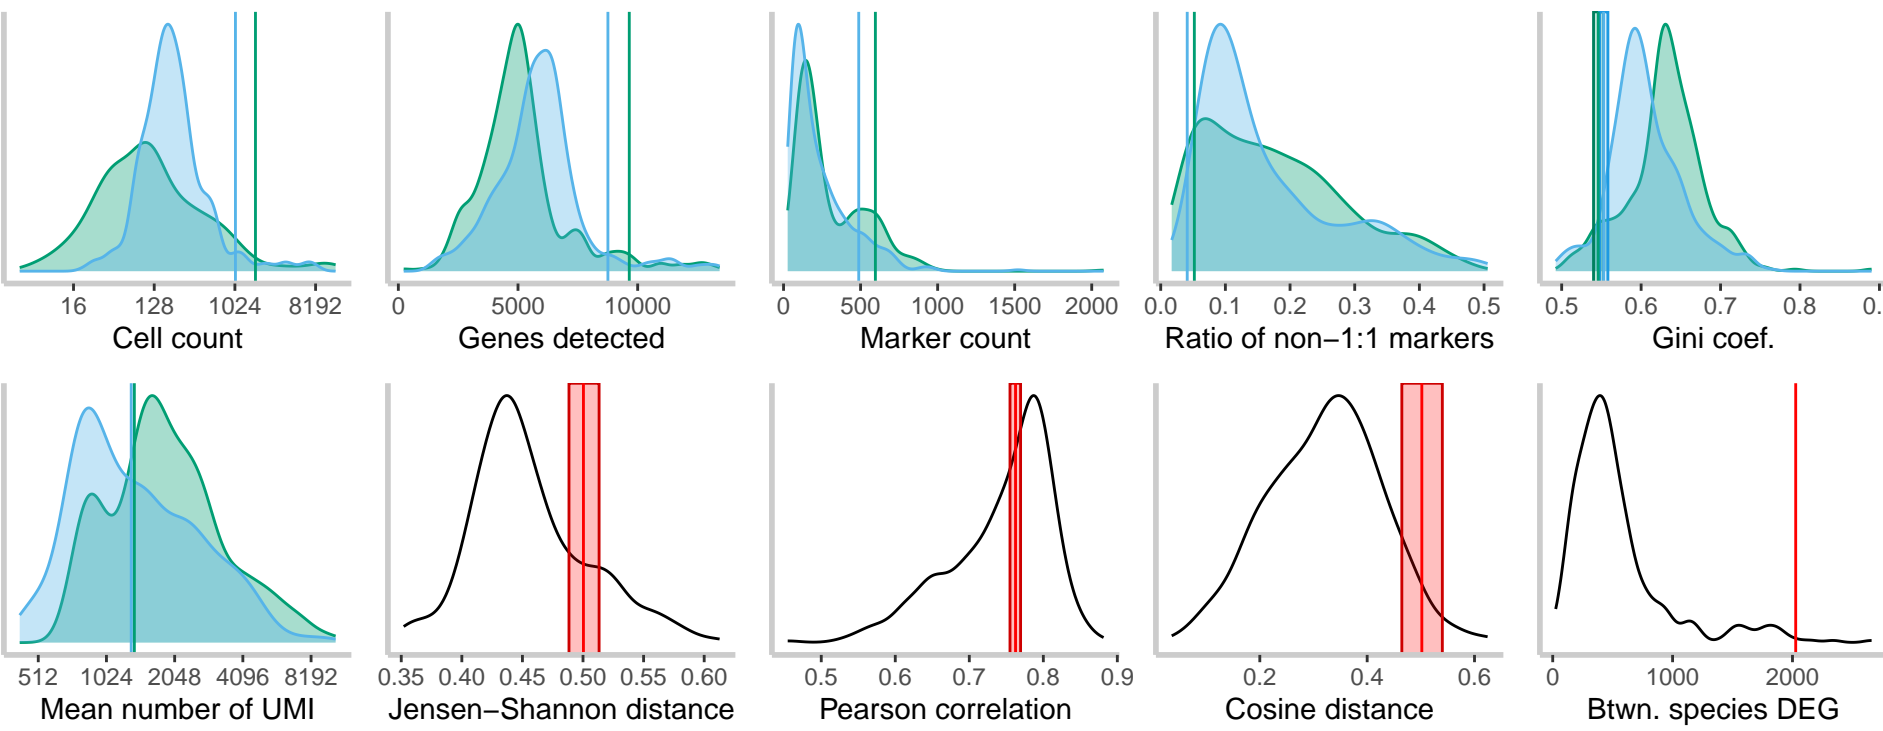 16 128 1024 8192
Cell count
0 5000 10000
Genes detected
0 500 1000 1500 2000
Marker count
0.0 0.1 0.2 0.3 0.4 0.5
Ratio of non−1:1 markers
0.5 0.6 0.7 0.8 0.
Gini coef.
512 1024 2048 4096 8192
Mean number of UMI
0.35 0.40 0.45 0.50 0.55 0.60
Jensen−Shannon distance
0.5 0.6 0.7 0.8 0.9
Pearson correlation
0.2 0.4 0.6
Cosine distance
0 1000 2000
Btwn. species DEG